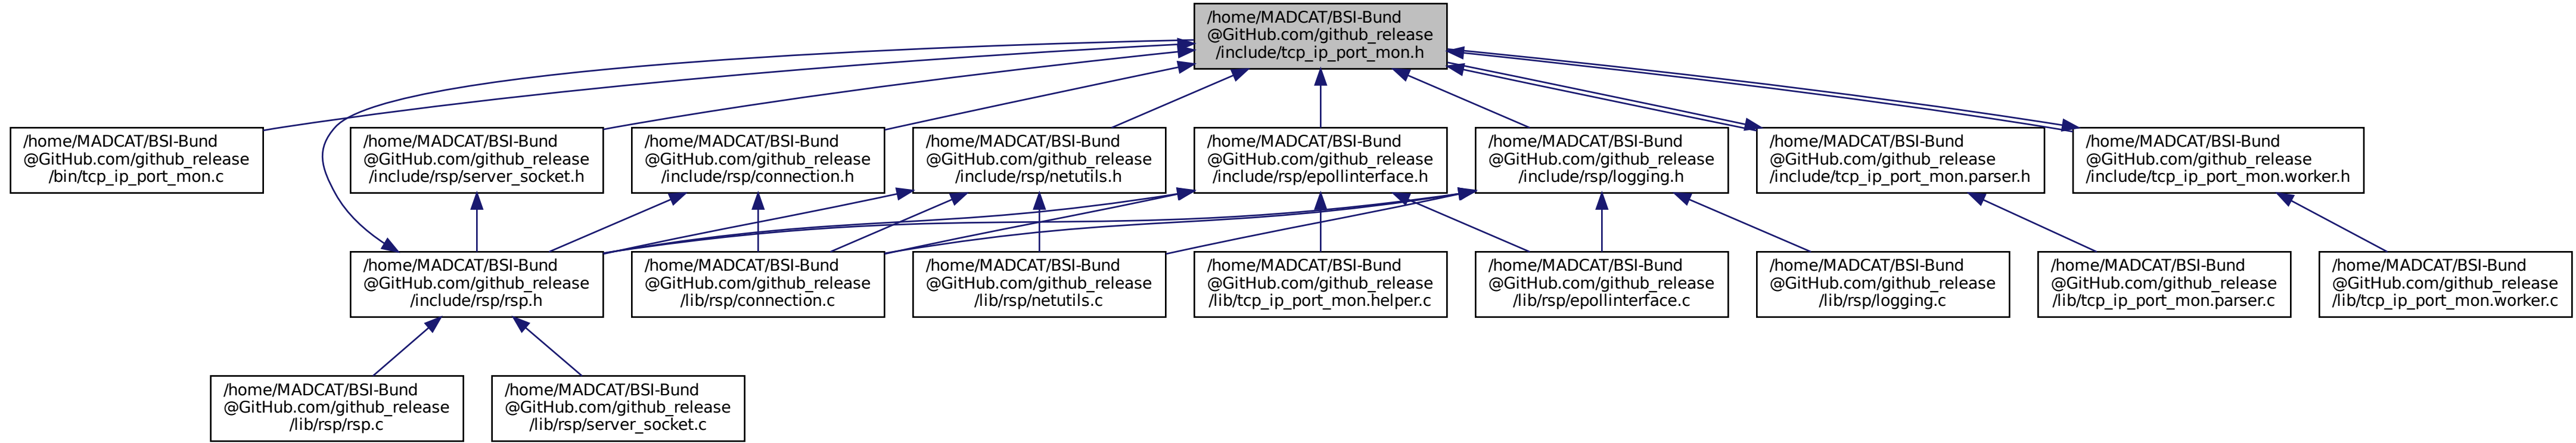 /home/MADCAT/BSI-Bund
@GitHub.com/github_release
/include/tcp_ip_port_mon.h
/home/MADCAT/BSI-Bund
@GitHub.com/github_release
/bin/tcp_ip_port_mon.c
/home/MADCAT/BSI-Bund
@GitHub.com/github_release
/include/rsp/server_socket.h
/home/MADCAT/BSI-Bund
@GitHub.com/github_release
/include/rsp/connection.h
/home/MADCAT/BSI-Bund
@GitHub.com/github_release
/include/rsp/netutils.h
/home/MADCAT/BSI-Bund
@GitHub.com/github_release
/include/rsp/epollinterface.h
/home/MADCAT/BSI-Bund
@GitHub.com/github_release
/include/rsp/logging.h
/home/MADCAT/BSI-Bund
@GitHub.com/github_release
/include/tcp_ip_port_mon.parser.h
/home/MADCAT/BSI-Bund
@GitHub.com/github_release
/include/tcp_ip_port_mon.worker.h
/home/MADCAT/BSI-Bund
@GitHub.com/github_release
/include/rsp/rsp.h
/home/MADCAT/BSI-Bund
@GitHub.com/github_release
/lib/rsp/connection.c
/home/MADCAT/BSI-Bund
@GitHub.com/github_release
/lib/rsp/netutils.c
/home/MADCAT/BSI-Bund
@GitHub.com/github_release
/lib/tcp_ip_port_mon.helper.c
/home/MADCAT/BSI-Bund
@GitHub.com/github_release
/lib/rsp/epollinterface.c
/home/MADCAT/BSI-Bund
@GitHub.com/github_release
/lib/rsp/logging.c
/home/MADCAT/BSI-Bund
@GitHub.com/github_release
/lib/tcp_ip_port_mon.parser.c
/home/MADCAT/BSI-Bund
@GitHub.com/github_release
/lib/tcp_ip_port_mon.worker.c
/home/MADCAT/BSI-Bund
@GitHub.com/github_release
/lib/rsp/rsp.c
/home/MADCAT/BSI-Bund
@GitHub.com/github_release
/lib/rsp/server_socket.c